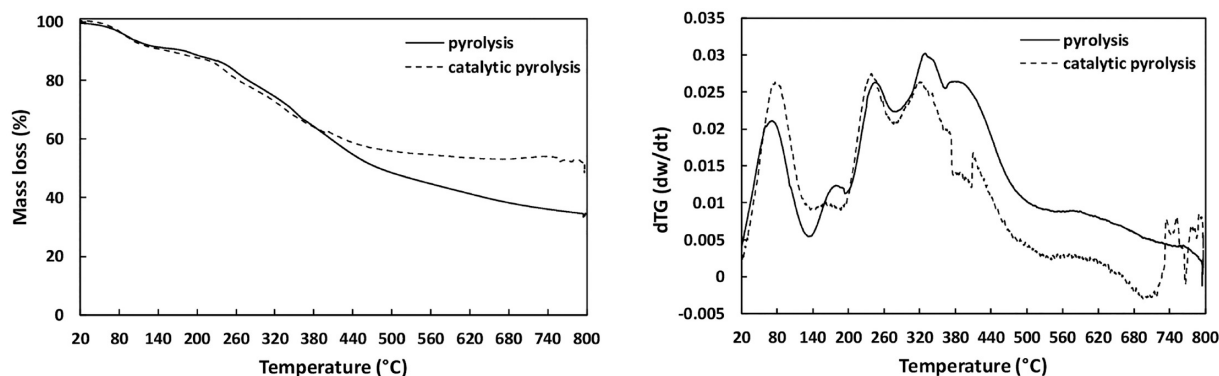 100
80
60
40
20
0
Mass loss (%)
pyrolysis
catalytic pyrolysis
20 80 140 200 260 320 380 440 500 560 620 680 740 800
Temperature (°C)
0.035
0.03
0.025
0.02
0.015
0.01
0.005
0
-0.005
dTG (dw/dt)
pyrolysis
catalytic pyrolysis
20 80 140 200 260 320 380 440 500 560 620 680 740 800
Temperature (°C)